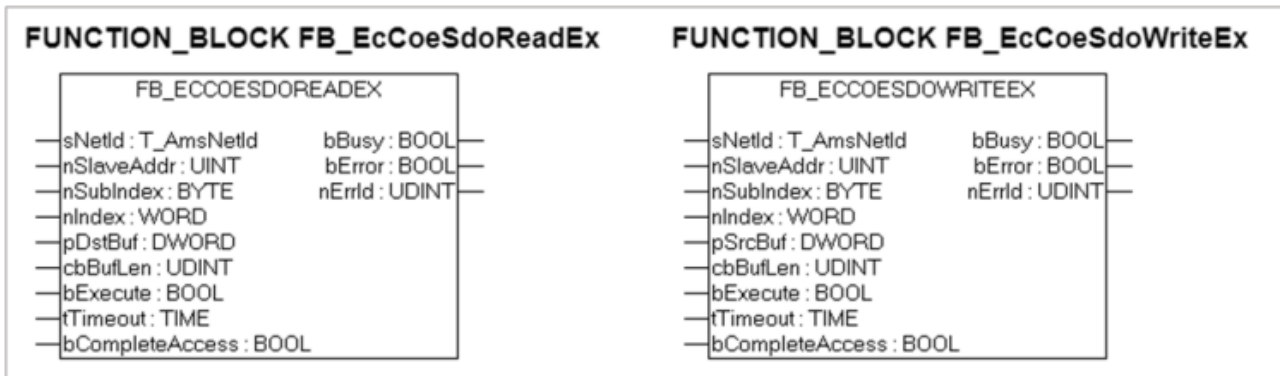 FUNCTION_BLOCK FB_EcCoeSdoReadEx
FB_ECCOESDOREADEX
sNetId : T_AmsNetId bBusy : BOOL
nSlaveAddr : UINT bError : BOOL
nSubIndex : BYTE nErrId : UDINT
nIndex : WORD
pDstBuf : DWORD
cbBufLen : UDINT
bExecute : BOOL
tTimeout : TIME
bCompleteAccess : BOOL
FUNCTION_BLOCK FB_EcCoeSdoWriteEx
FB_ECCOESDOWRITEEX
sNetId : T_AmsNetId bBusy : BOOL
nSlaveAddr : UINT bError : BOOL
nSubIndex : BYTE nErrId : UDINT
nIndex : WORD
pSrcBuf : DWORD
cbBufLen : UDINT
bExecute : BOOL
tTimeout : TIME
bCompleteAccess : BOOL